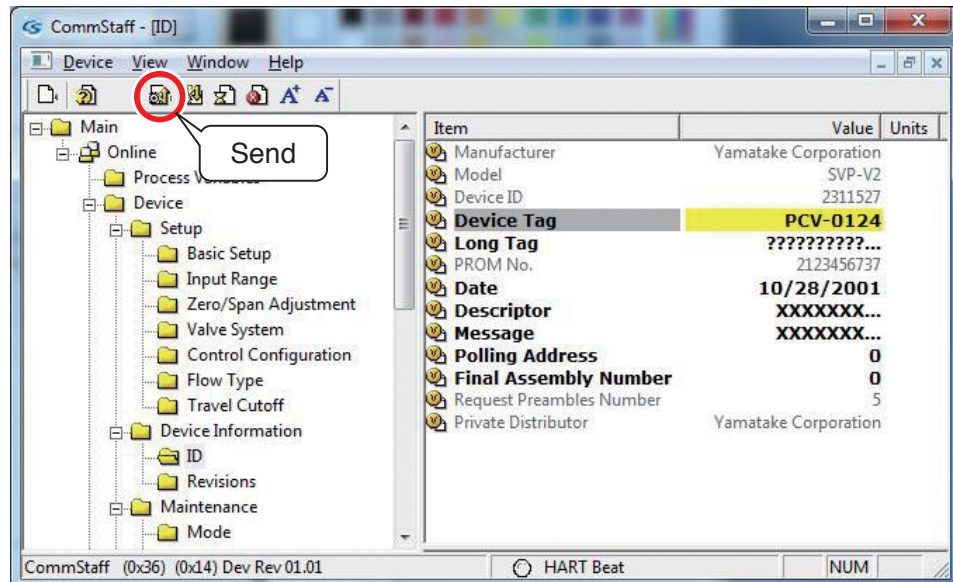 CommStaff - [ID]
Device View Window Help
A+ A-
Send
Main
Online
Process
Device
Setup
Basic Setup
Input Range
Zero/Span Adjustment
Valve System
Control Configuration
Flow Type
Travel Cutoff
Device Information
ID
Revisions
Maintenance
Mode
Item Value Units
Manufacturer Yamatake Corporation
Model SVP-V2
Device ID 2311527
Device Tag PCV-0124
Long Tag ??????????...
PROM No. 2123456737
Date 10/28/2001
Descriptor XXXXXXX...
Message XXXXXXX...
Polling Address 0
Final Assembly Number 0
Request Preambles Number 5
Private Distributor Yamatake Corporation
CommStaff (0x36) (0x14) Dev Rev 01.01 HART Beat NUM